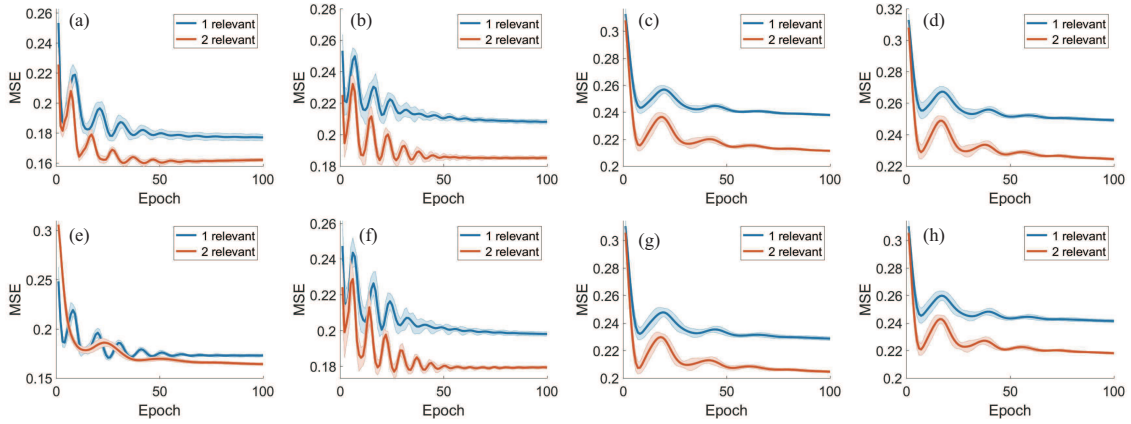 (a)
0.26
0.24
0.22
0.2
0.18
0.16
MSE
0
50
100
Epoch
1 relevant
2 relevant
(b)
0.26
0.24
0.22
0.2
0.18
MSE
0
50
100
Epoch
1 relevant
2 relevant
(c)
0.3
0.28
0.26
0.24
0.22
0.2
MSE
0
50
100
Epoch
1 relevant
2 relevant
(d)
0.32
0.3
0.28
0.26
0.24
0.22
MSE
0
50
100
Epoch
1 relevant
2 relevant
(e)
0.3
0.25
0.2
0.15
MSE
0
50
100
Epoch
1 relevant
2 relevant
(f)
0.26
0.24
0.22
0.2
0.18
MSE
0
50
100
Epoch
1 relevant
2 relevant
(g)
0.3
0.28
0.26
0.24
0.22
0.2
MSE
0
50
100
Epoch
1 relevant
2 relevant
(h)
0.3
0.28
0.26
0.24
0.22
0.2
MSE
0
50
100
Epoch
1 relevant
2 relevant